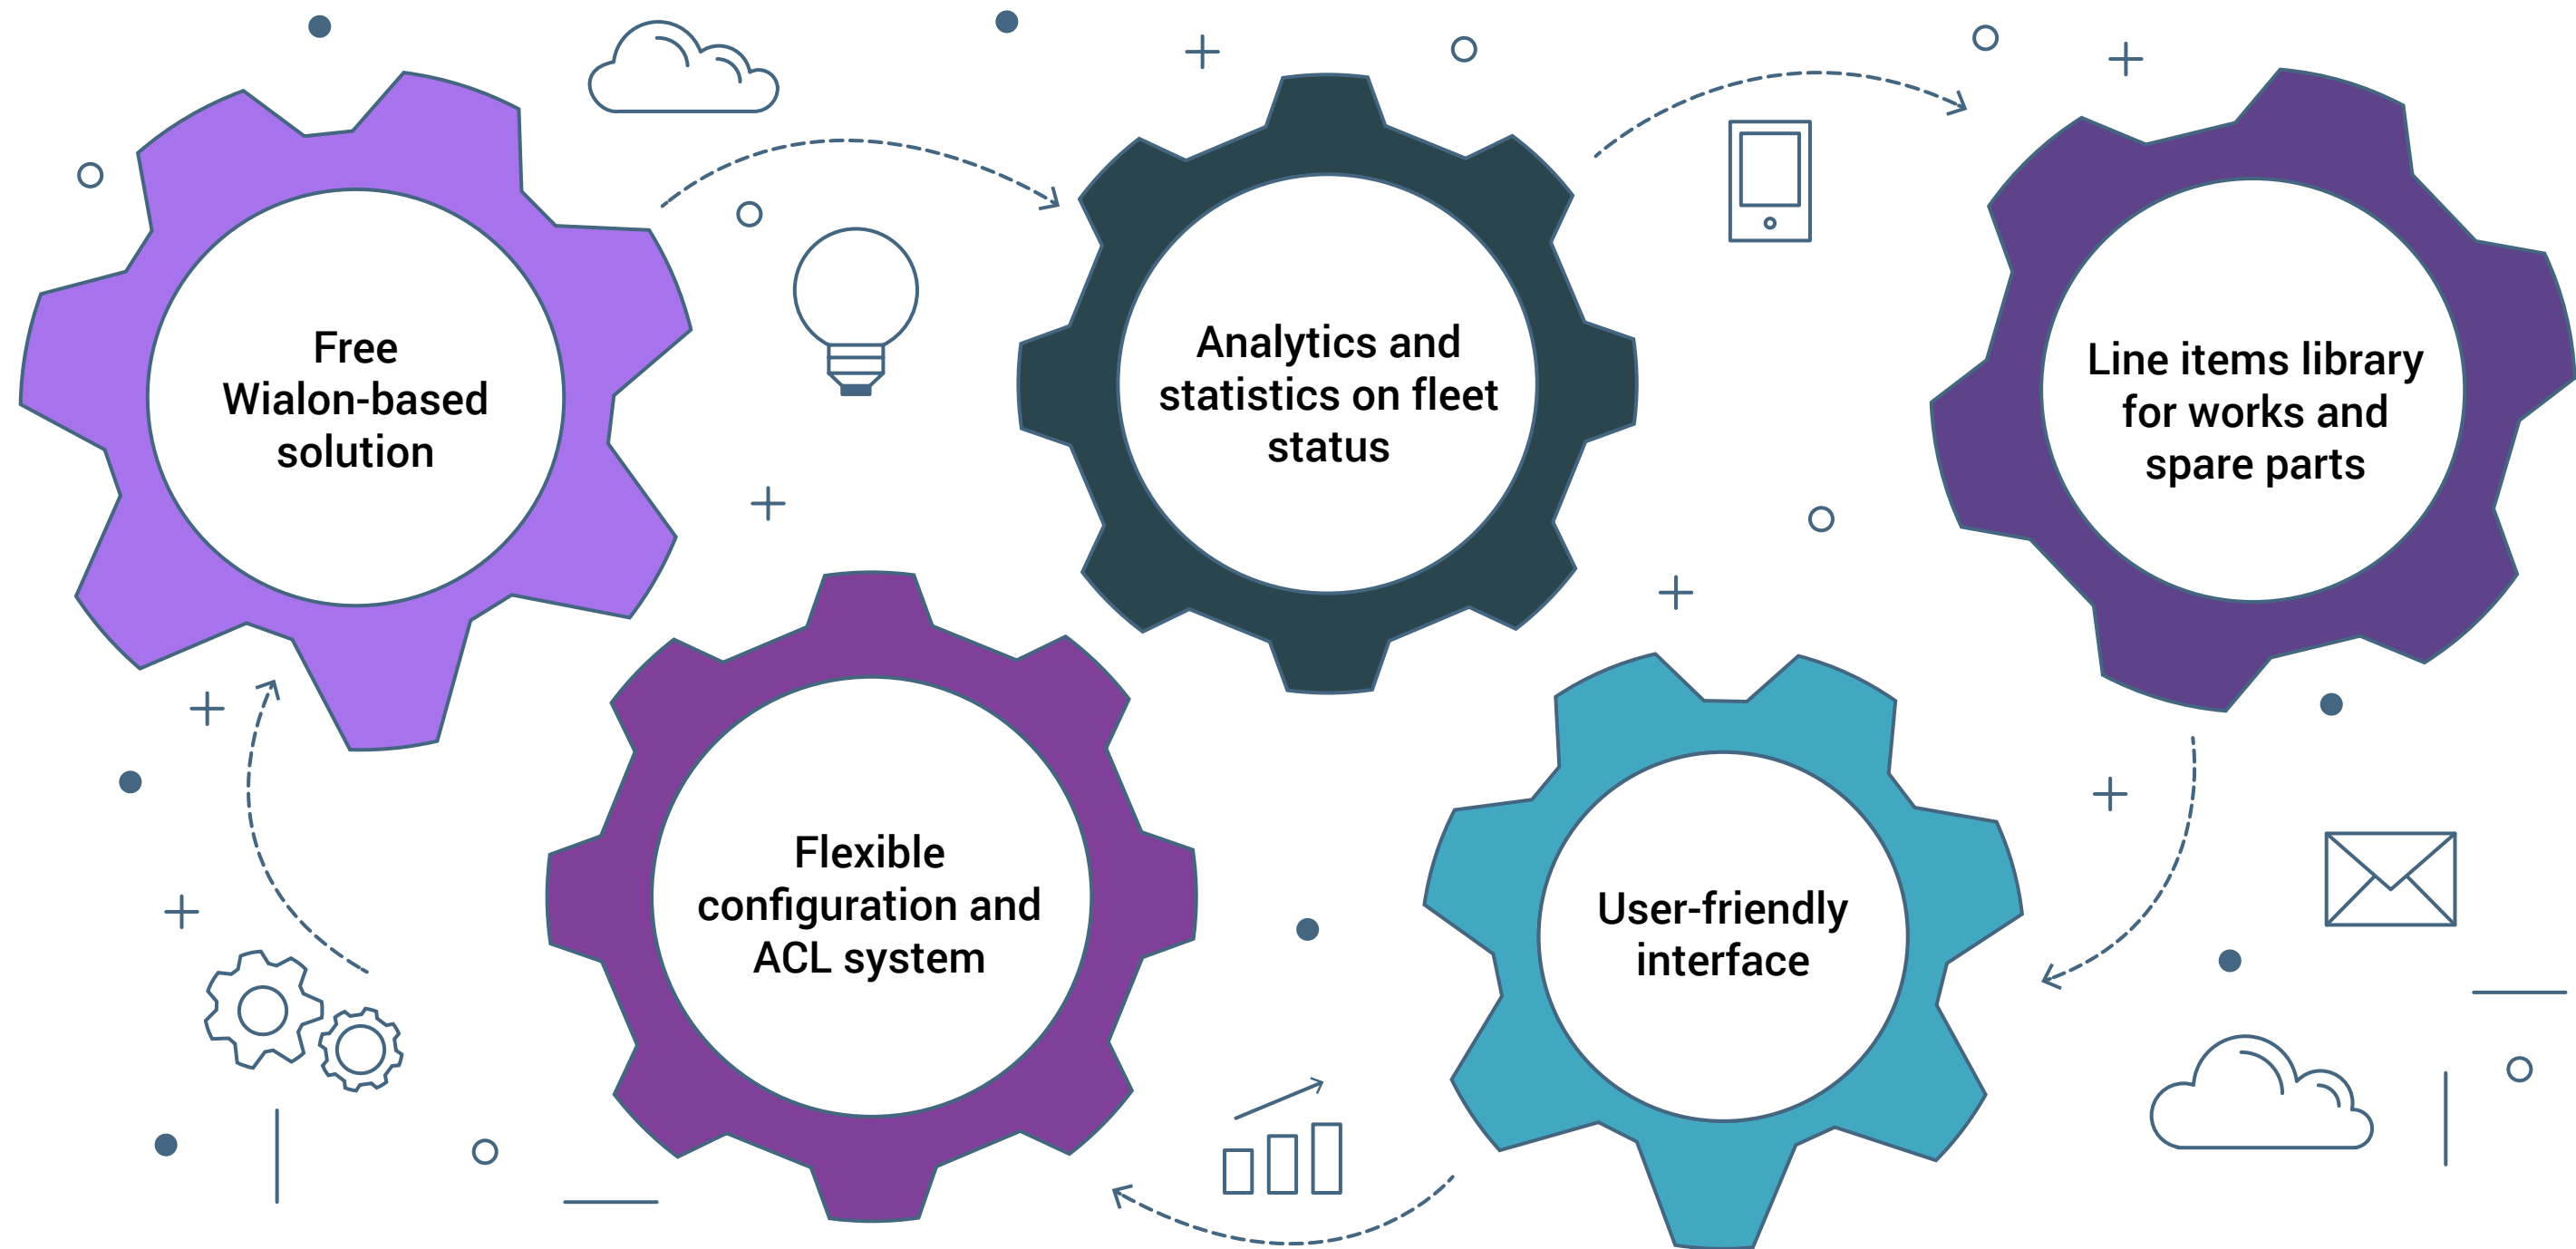 Free
Wialon-based
solution
Analytics and
statistics on fleet
status
Line items library
for works and
spare parts
Flexible
configuration and
ACL system
User-friendly
interface